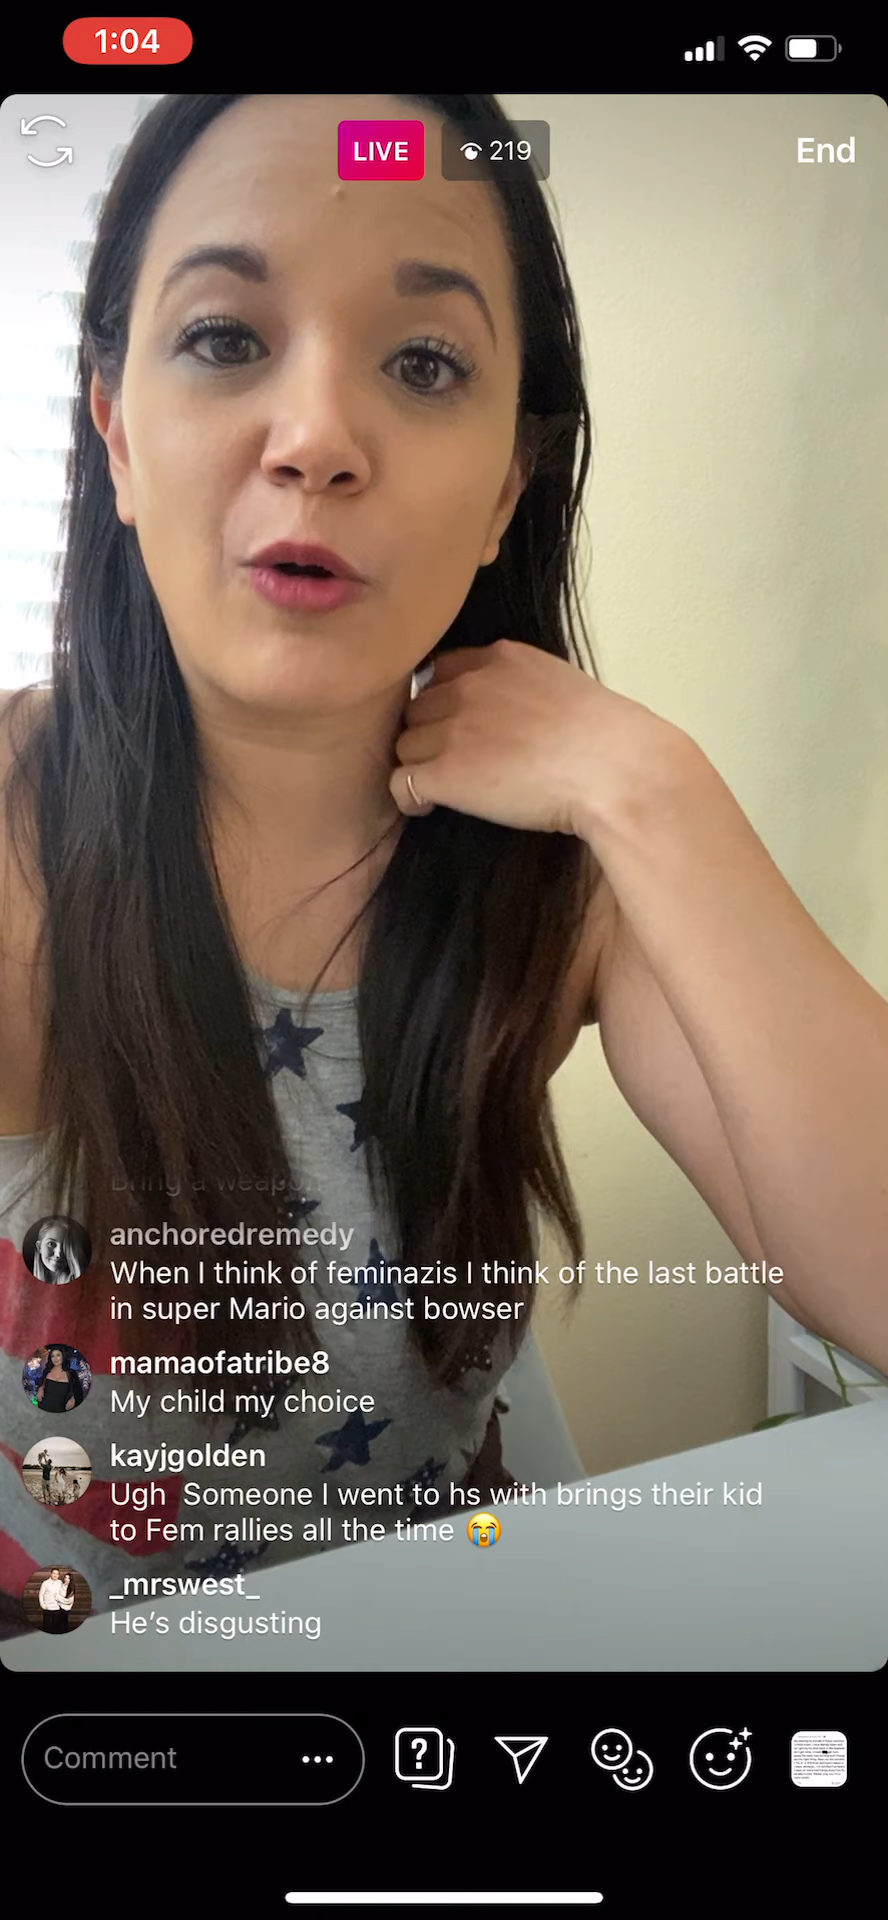 1:04
LIVE
219
End
Bring a weapon
anchoredremedy
When I think of feminazis I think of the last battle
in super Mario against bowser
mamaofatribe8
My child my choice
kayjgolden
Ugh  Someone I went to hs with brings their kid
to Fem rallies all the time 😭
_mrswest_
He’s disgusting
Comment